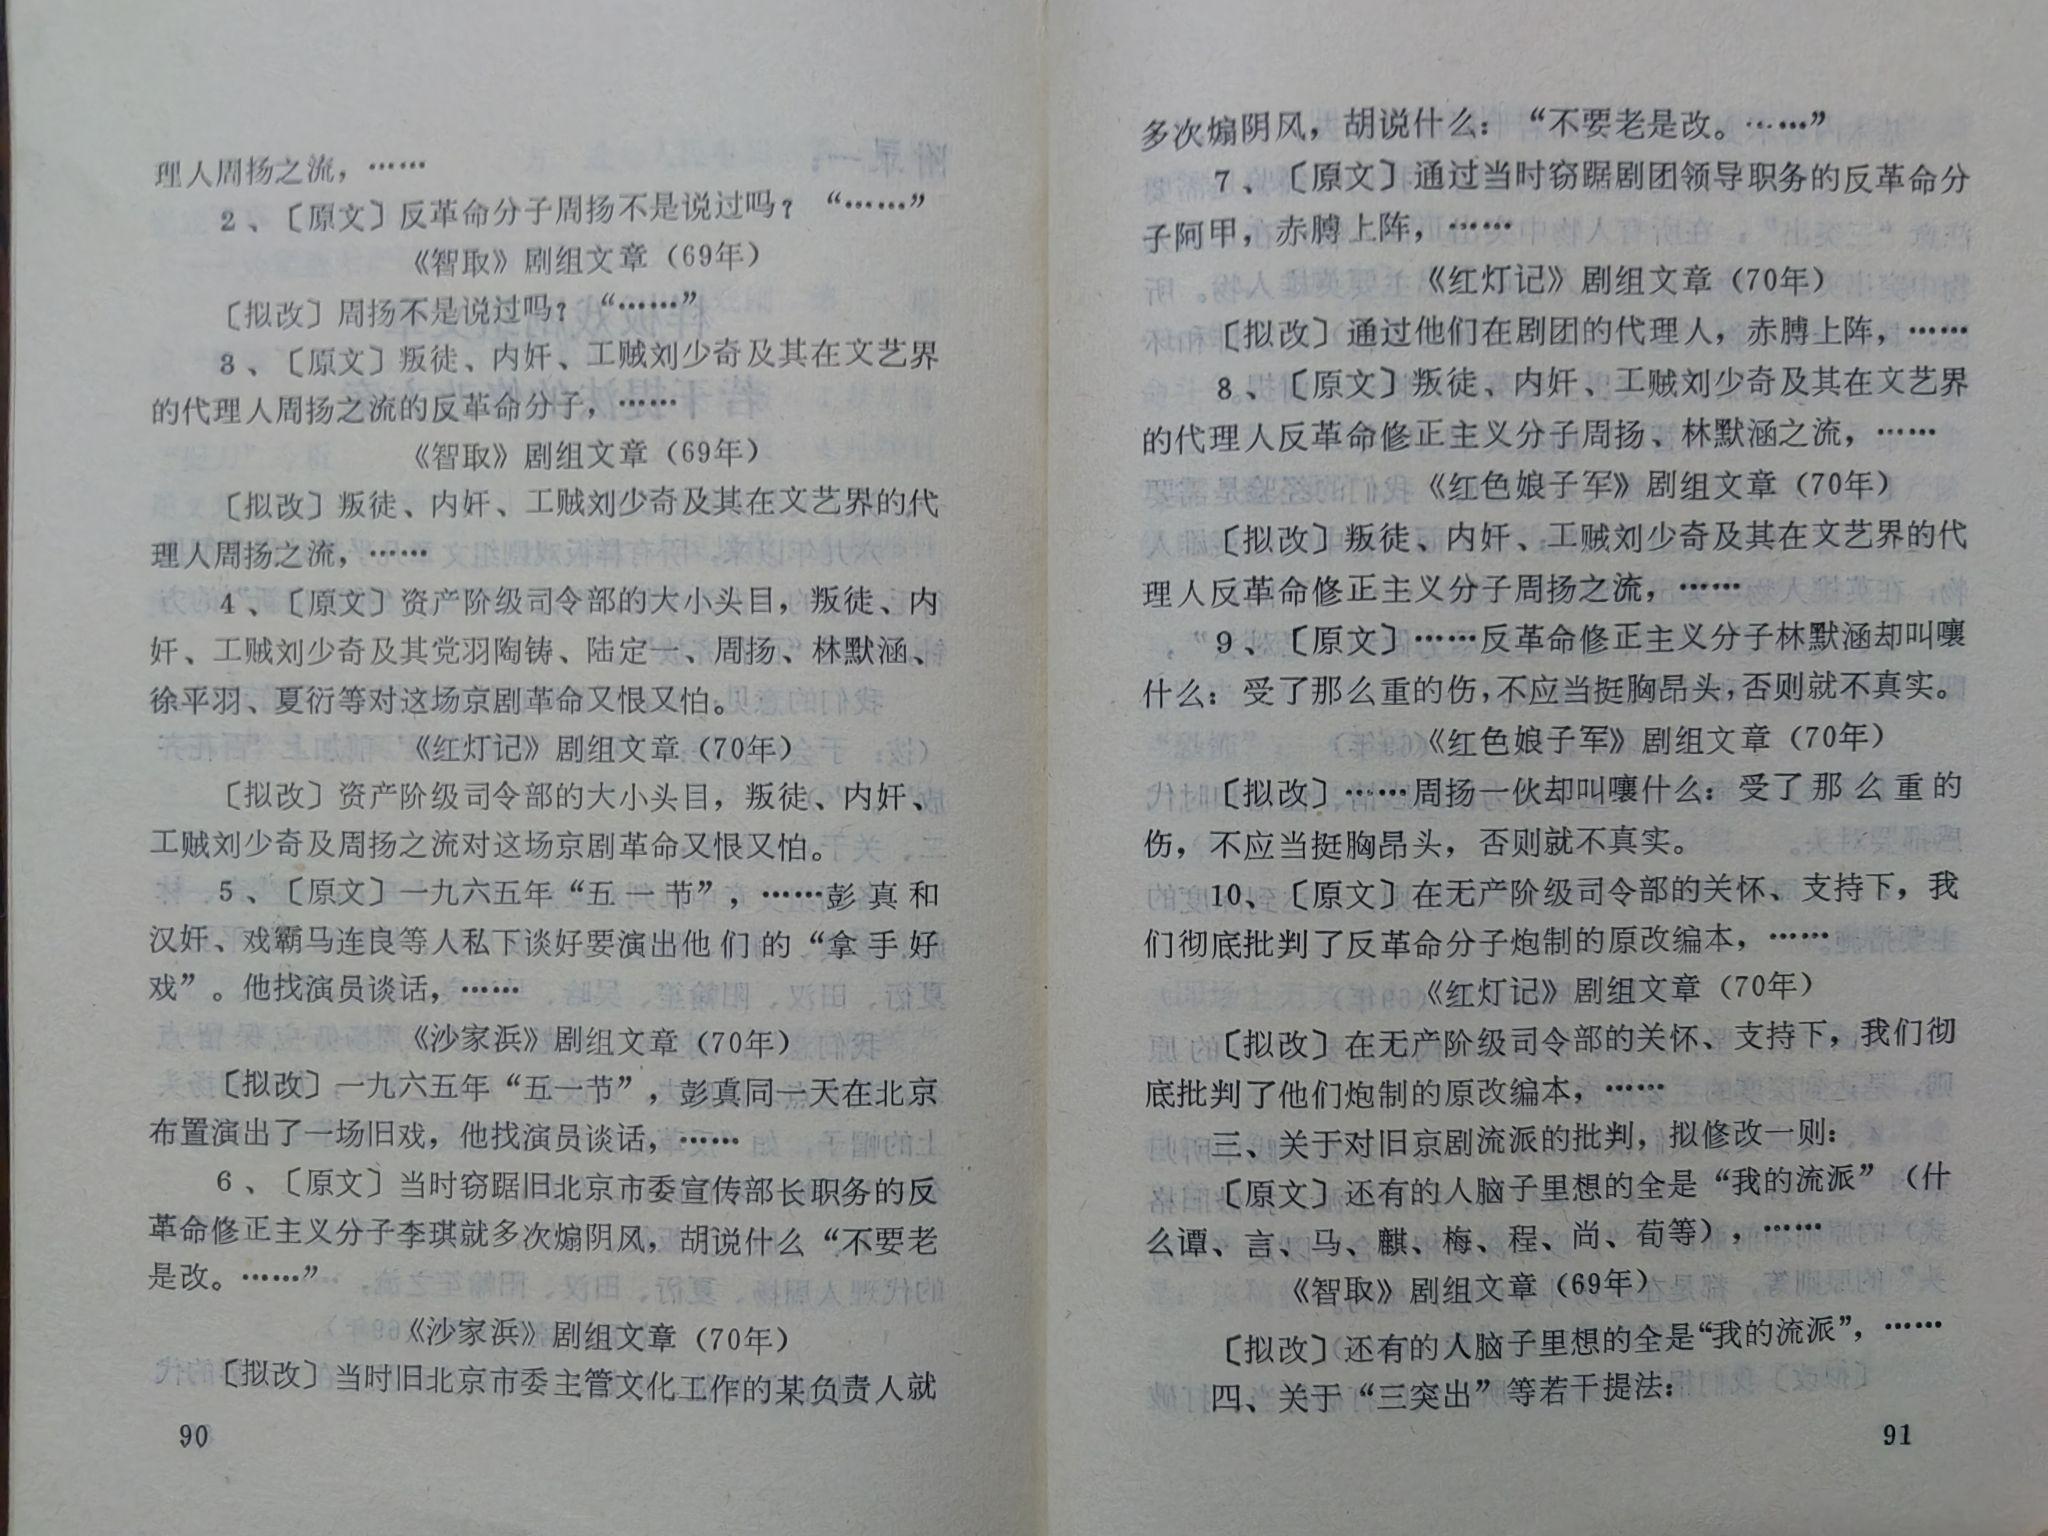 理人周扬之流，……
2、〔原文〕反革命分子周扬不是说过吗？“……”
《智取》剧组文章（69年）
〔拟改〕周扬不是说过吗？“……”
3、〔原文〕叛徒、内奸、工贼刘少奇及其在文艺界
的代理人周扬之流的反革命分子，……
《智取》剧组文章（69年）
〔拟改〕叛徒、内奸、工贼刘少奇及其在文艺界的代
理人周扬之流，……
4、〔原文〕资产阶级司令部的大小头目，叛徒、内
奸、工贼刘少奇及其党羽陶铸、陆定一、周扬、林默涵、
徐平羽、夏衍等对这场京剧革命又恨又怕。
《红灯记》剧组文章（70年）
〔拟改〕资产阶级司令部的大小头目，叛徒、内奸、
工贼刘少奇及周扬之流对这场京剧革命又恨又怕。
5、〔原文〕一九六五年“五一节”，……彭真和
汉奸、戏霸马连良等人私下谈好要演出他们的“拿手好
戏”。他找演员谈话，……
《沙家浜》剧组文章（70年）
〔拟改〕一九六五年“五一节”，彭真同一天在北京
布置演出了一场旧戏，他找演员谈话，……
6、〔原文〕当时窃踞旧北京市委宣传部长职务的反
革命修正主义分子李琪就多次煽阴风，胡说什么“不要老
是改。……”
《沙家浜》剧组文章（70年）
〔拟改〕当时旧北京市委主管文化工作的某负责人就
90
多次煽阴风，胡说什么：“不要老是改。……”
7、〔原文〕通过当时窃踞剧团领导职务的反革命分
子阿甲，赤膊上阵，……
《红灯记》剧组文章（70年）
〔拟改〕通过他们在剧团的代理人，赤膊上阵，……
8、〔原文〕叛徒、内奸、工贼刘少奇及其在文艺界
的代理人反革命修正主义分子周扬、林默涵之流，……
《红色娘子军》剧组文章（70年）
〔拟改〕叛徒、内奸、工贼刘少奇及其在文艺界的代
理人反革命修正主义分子周扬之流，……
9、〔原文〕……反革命修正主义分子林默涵却叫嚷
什么：受了那么重的伤，不应当挺胸昂头，否则就不真实。
《红色娘子军》剧组文章（70年）
〔拟改〕……周扬一伙却叫嚷什么：受了那么重的
伤，不应当挺胸昂头，否则就不真实。
10、〔原文〕在无产阶级司令部的关怀、支持下，我
们彻底批判了反革命分子炮制的原改编本，……
《红灯记》剧组文章（70年）
〔拟改〕在无产阶级司令部的关怀、支持下，我们彻
底批判了他们炮制的原改编本，……
三、关于对旧京剧流派的批判，拟修改一则：
〔原文〕还有的人脑子里想的全是“我的流派”（什
么谭、言、马、麒、梅、程、尚、荀等），……
《智取》剧组文章（69年）
〔拟改〕还有的人脑子里想的全是“我的流派”，……
四、关于“三突出”等若干提法：
91